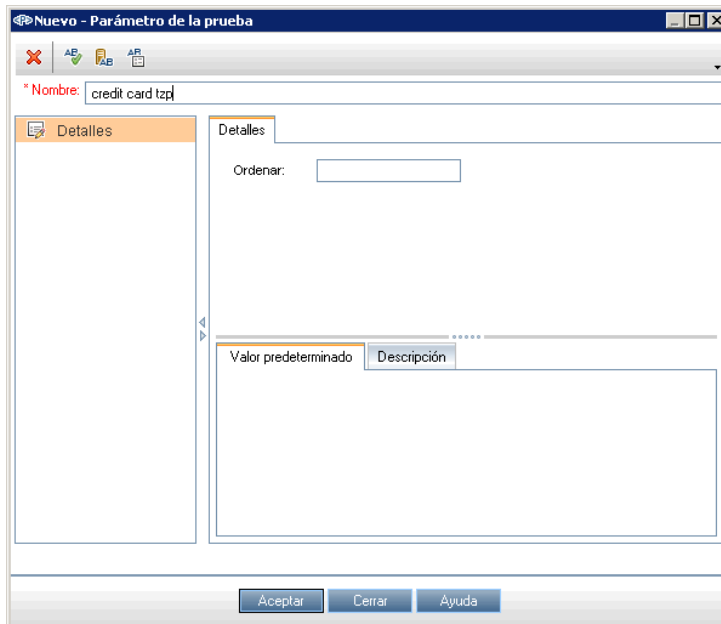 Nuevo - Parámetro de la prueba
* Nombre: credit card tzp
Detalles
Detalles
Ordenar:
Valor predeterminado Descripción
Aceptar Cerrar Ayuda